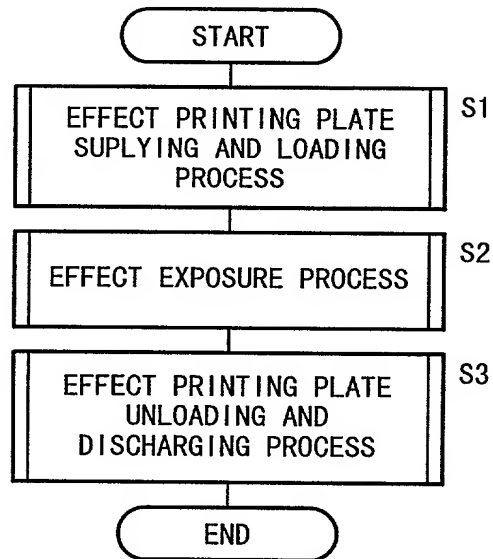 START
EFFECT PRINTING PLATE
SUPLYING AND LOADING
PROCESS
S1
EFFECT EXPOSURE PROCESS
S2
EFFECT PRINTING PLATE
UNLOADING AND
DISCHARGING PROCESS
S3
END